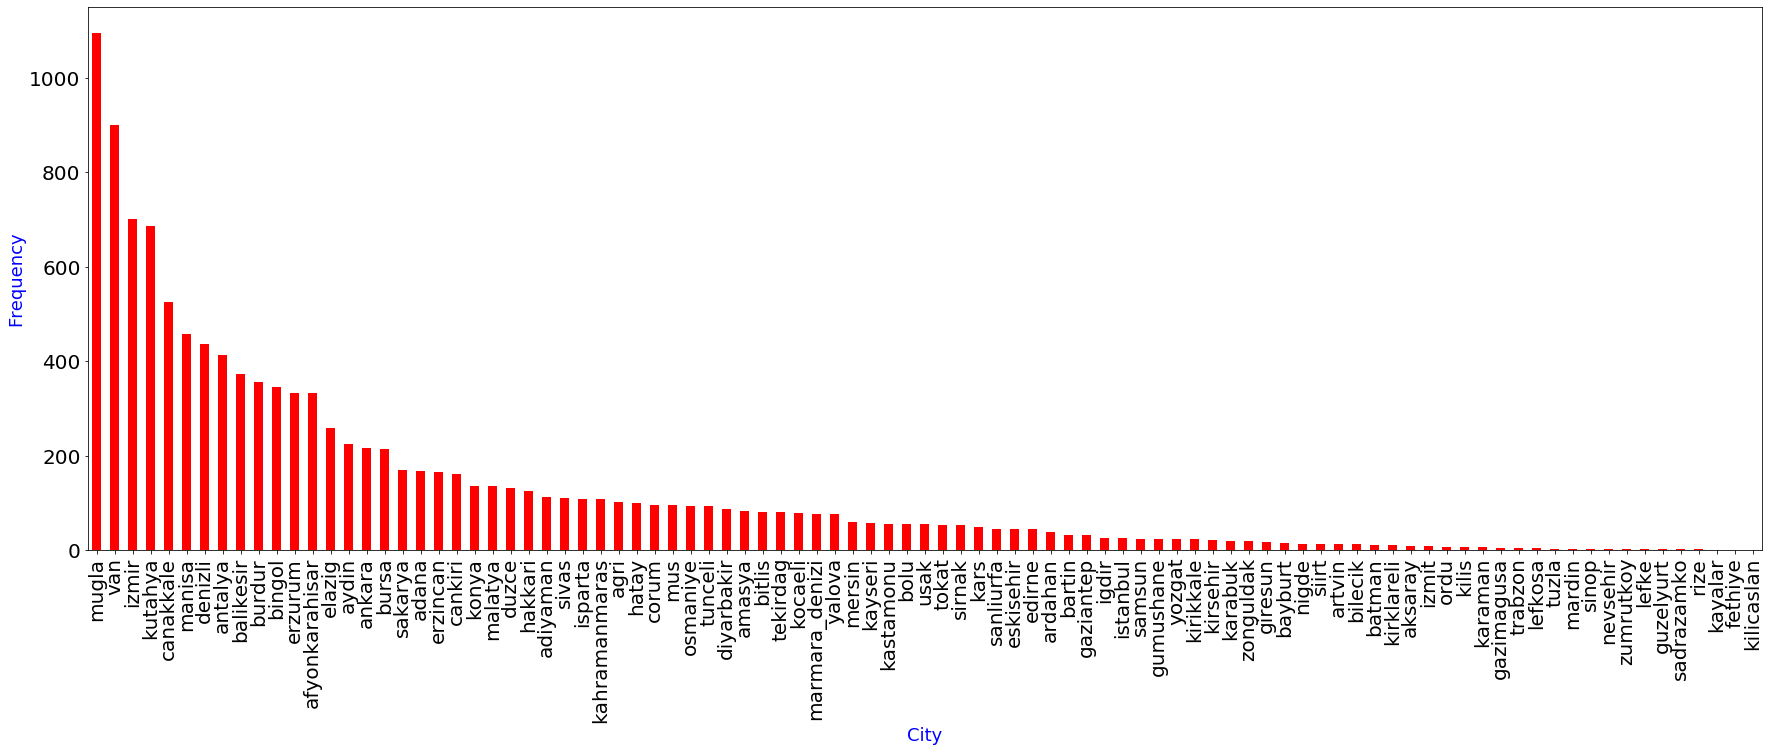 1000
800
600
400
200
0
Frequency
mugla
van
izmir
kutahya
canakkale
manisa
denizli
antalya
balikesir
burdur
bingol
erzurum
afyonkarahisar
elazig
aydin
ankara
bursa
sakarya
adana
erzincan
cankiri
konya
malatya
duzce
hakkari
adiyaman
sivas
isparta
kahramanmaras
agri
hatay
corum
mus
osmaniye
tunceli
diyarbakir
amasya
bitlis
tekirdag
kocaeli
marmara_denizi
yalova
mersin
kayseri
kastamonu
bolu
usak
tokat
sirnak
kars
sanliurfa
eskisehir
edirne
ardahan
bartin
gaziantep
igdir
istanbul
samsun
gumushane
yozgat
kirikkale
kirsehir
karabuk
zonguldak
giresun
bayburt
nigde
siirt
artvin
bilecik
batman
kirklareli
aksaray
izmit
ordu
kilis
karaman
gazimagusa
trabzon
lefkosa
tuzla
mardin
sinop
nevsehir
zumrutkoy
lefke
guzelyurt
sadrazamko
rize
kayalar
fethiye
kilicaslan
City